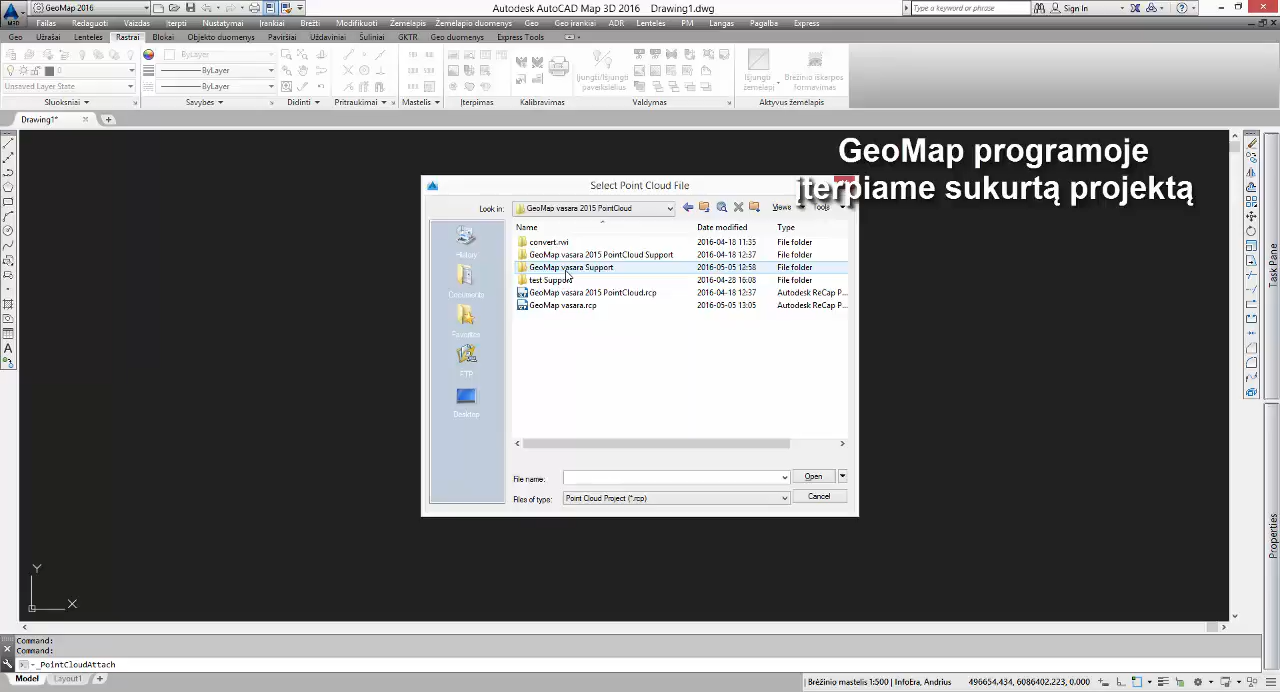 GeoMap 2016
Autodesk AutoCAD Map 3D 2016 Drawing1.dwg
Type a keyword or phrase
Sign In
Failas Redaguoti Vaizdas Įterpti Nustatymai Įrankiai Brėžti Modifikuoti Žemėlapis Žemėlapio duomenys Geo Geo įrankiai ADR Lenteles PM Langas Pagalba Express
Geo Užrašai Lenteles Rastrai Blokai Objekto duomenys Paviršiai Uždaviniai Šuliniai GKTR Geo duomenys Express Tools
ByLayer
0 ByLayer
Unsaved Layer State ByLayer
Įjungti/Išjungti paveikslėlius
Išjungti žemėlapį
Brėžinio iškarpos formavimas
Sluoksniai Savybės Didinti Pritraukimai Mastelis Įterpimas Kalibravimas Valdymas Aktyvus žemėlapis
Drawing1*
GeoMap programoje
įterpiame sukurtą projektą
Select Point Cloud File
Look in: GeoMap vasara 2015 PointCloud Views Tools
Name Date modified Type
convert.rwi 2016-04-18 11:35 File folder
GeoMap vasara 2015 PointCloud Support 2016-04-18 12:37 File folder
GeoMap vasara Support 2016-05-05 12:58 File folder
test Support 2016-04-28 16:08 File folder
GeoMap vasara 2015 PointCloud.rcp 2016-04-18 12:37 Autodesk ReCap P...
GeoMap vasara.rcp 2016-05-05 13:05 Autodesk ReCap P...
History
Documents
Favorites
FTP
Desktop
File name: Open
Files of type: Point Cloud Project (*.rcp) Cancel
Task Pane
Properties
Y
X
Command:
Command:
_PointCloudAttach
Model Layout1
Brėžinio mastelis 1:500 | InfoEra, Andrius 496654.434, 6086402.223, 0.000